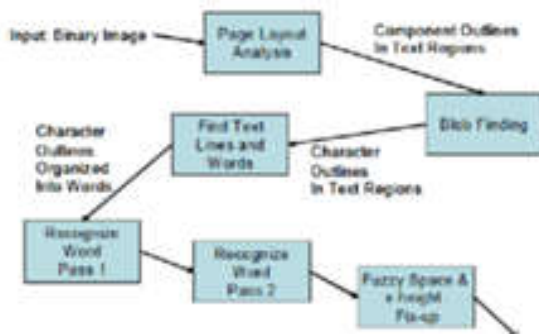 Input: Binary Image
Page Layout
Analysis
Component Outlines
In Text Regions
Blob Finding
Find Text
Lines and
Words
Character
Outlines
In Text Regions
Character
Outlines
Organized
Into Words
Recognize
Word
Pass 1
Recognize
Word
Pass 2
Fuzzy Space &
x-height
Fix-up